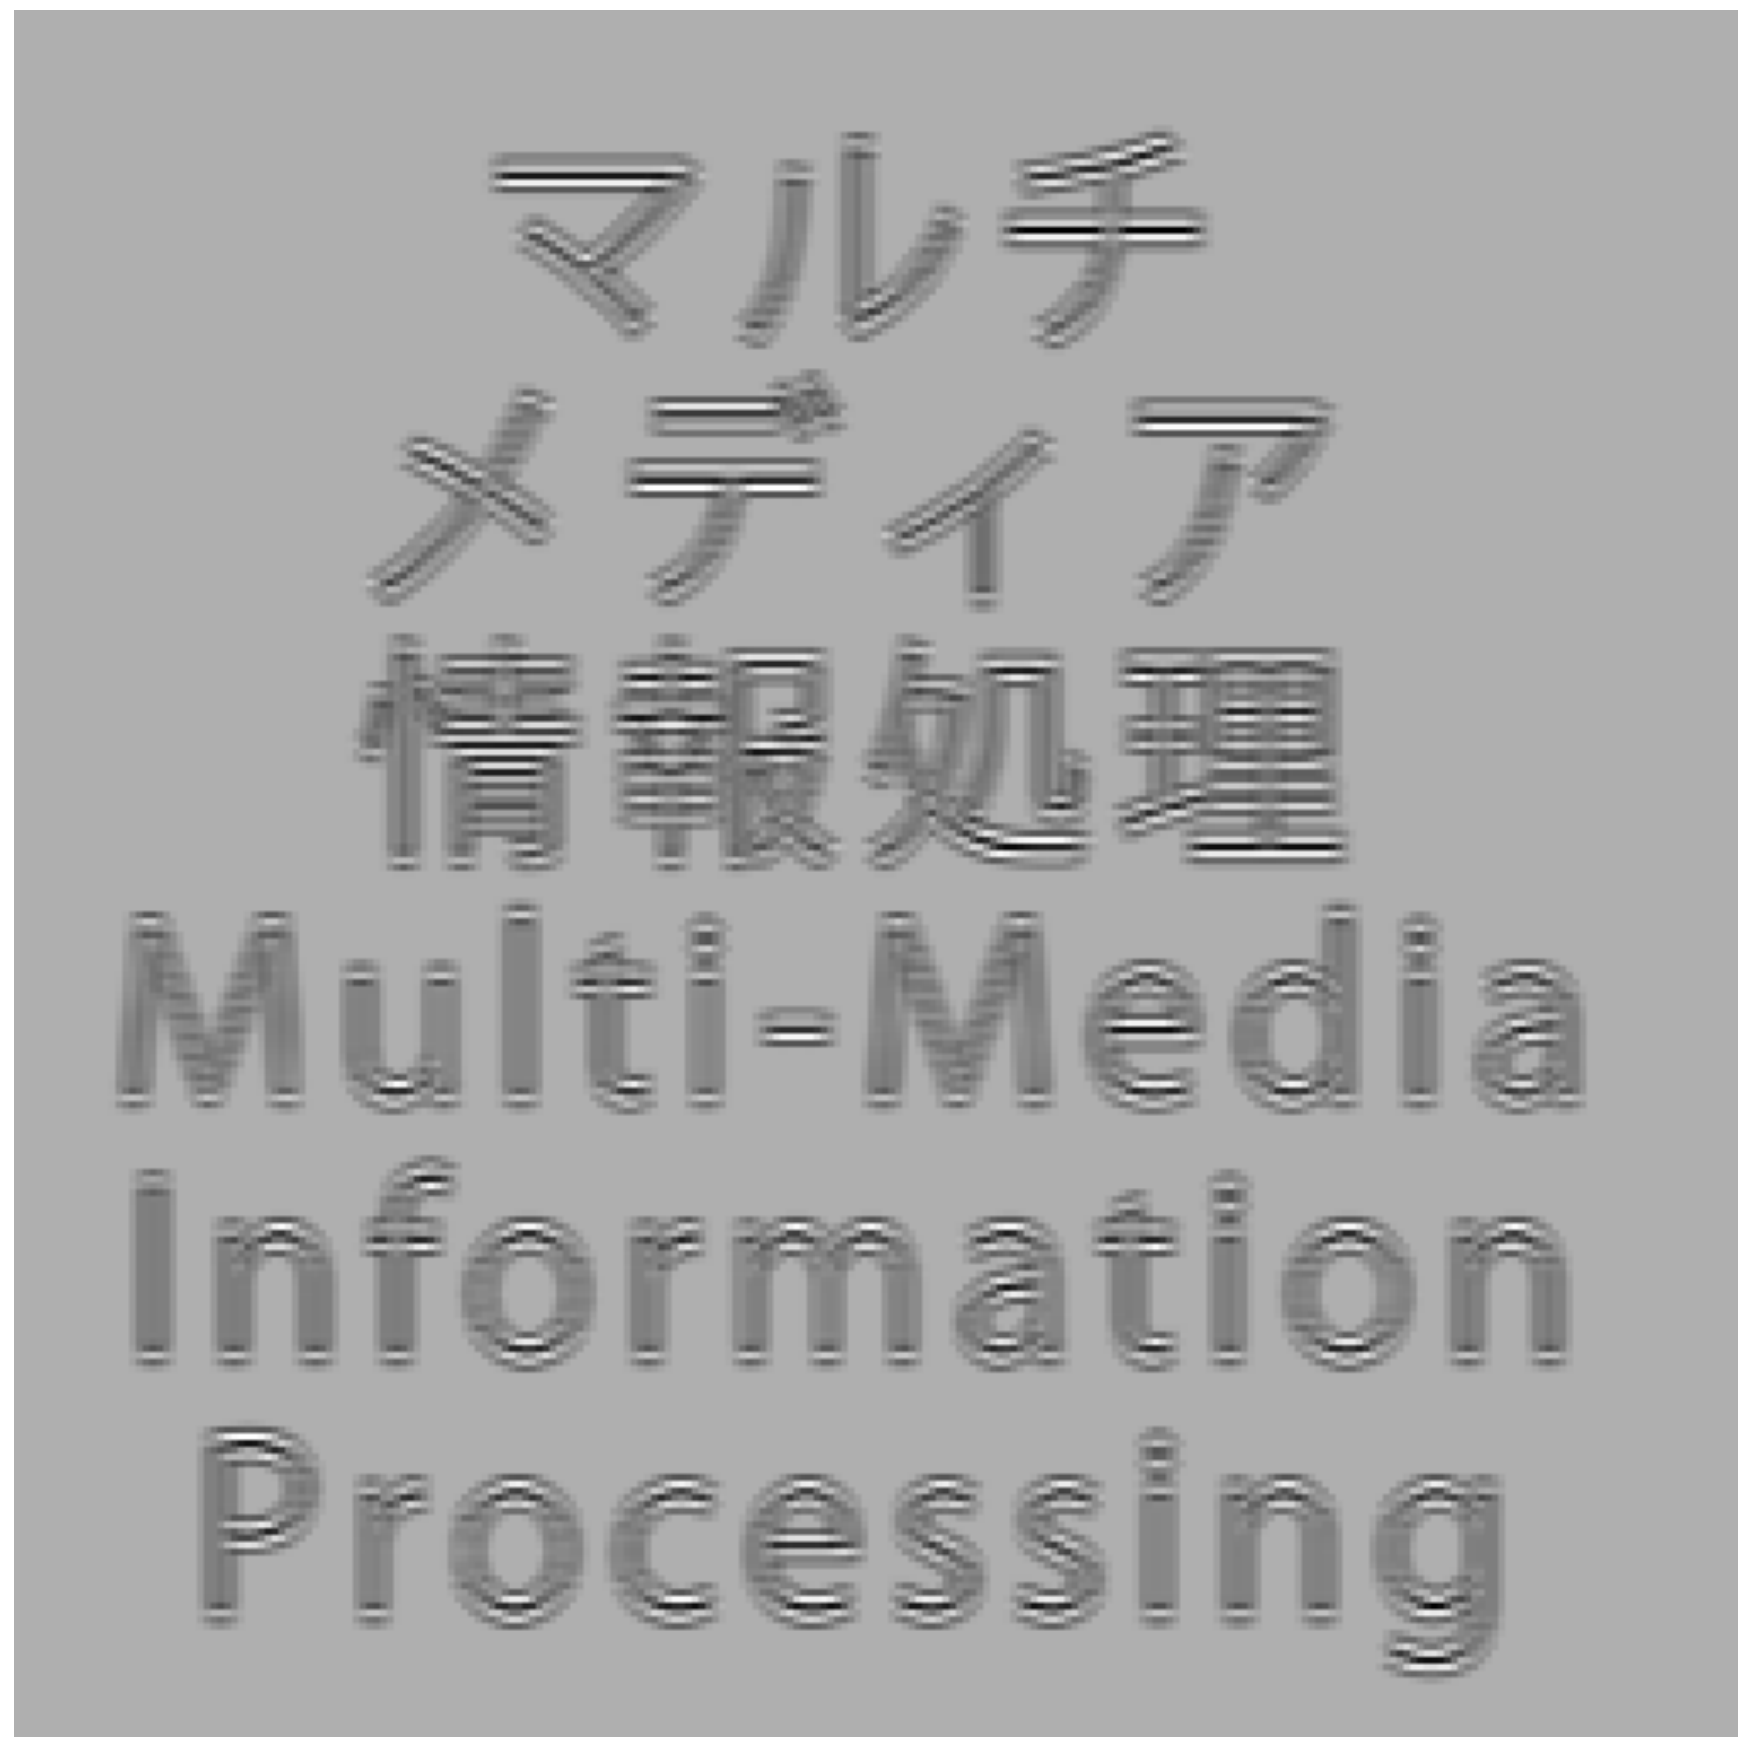 マルチ
メディア
情報処理
Multi-Media
Information
Processing